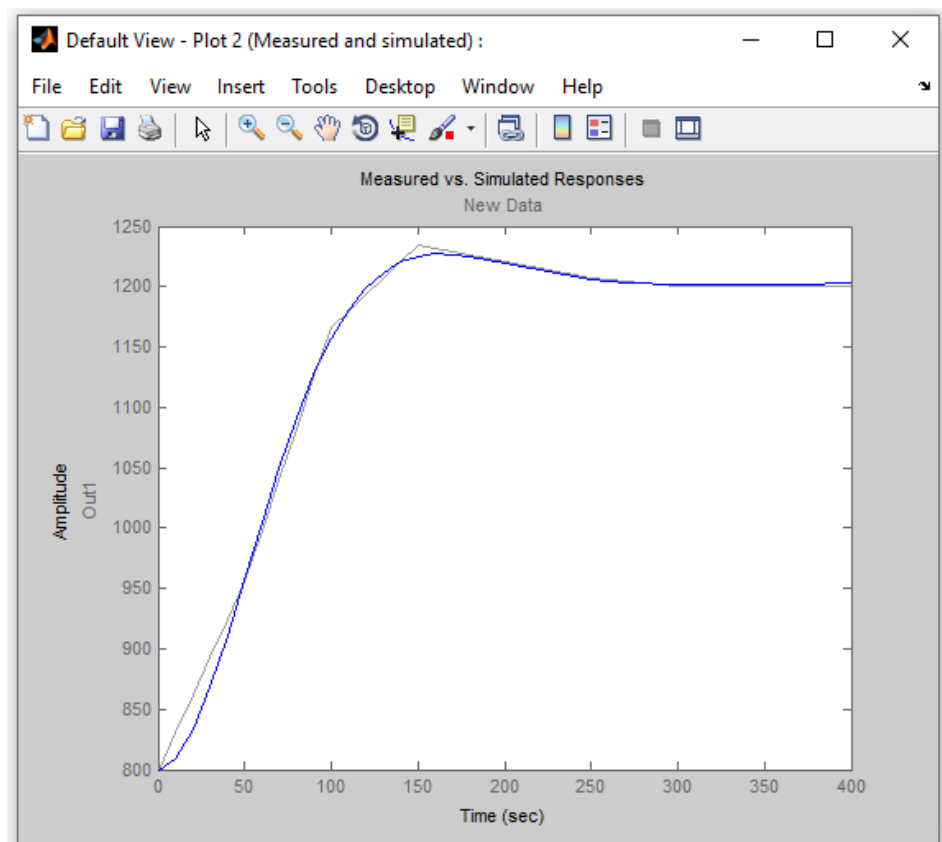 Default View - Plot 2 (Measured and simulated) :
File Edit View Insert Tools Desktop Window Help
Measured vs. Simulated Responses
New Data
1250
1200
1150
1100
1050
1000
950
900
850
800
Amplitude
Out1
0 50 100 150 200 250 300 350 400
Time (sec)